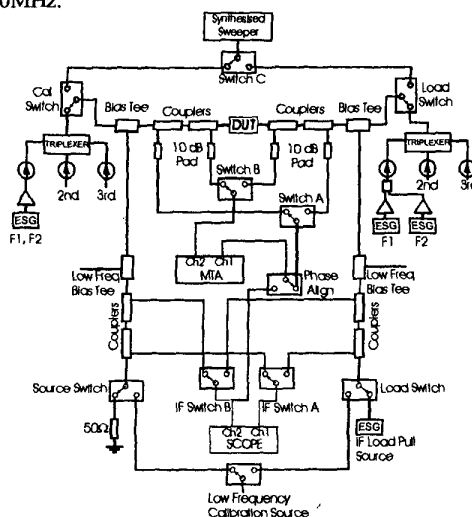 0MHz.
Synthesised
Sweeper
Switch C
Cal
Switch
Load
Switch
Bias Tee
Couplers
DUT
Couplers
Bias Tee
TRIPLEXER
10 dB
Pad
10 dB
Pad
TRIPLEXER
Switch B
Switch A
2nd
3rd
2nd
3rd
ESG
F1, F2
ESG
F1
ESG
F2
Ch2 Ch1
MTA
Phase
Align
Low Freq.
Bias Tee
Low Freq
Bias Tee
Couplers
Couplers
Source Switch
IF Switch B
IF Switch A
Load Switch
50Ω
Ch2 Ch1
SCOPE
ESG
IF Load Pull
Source
Low Frequency
Calibration Source